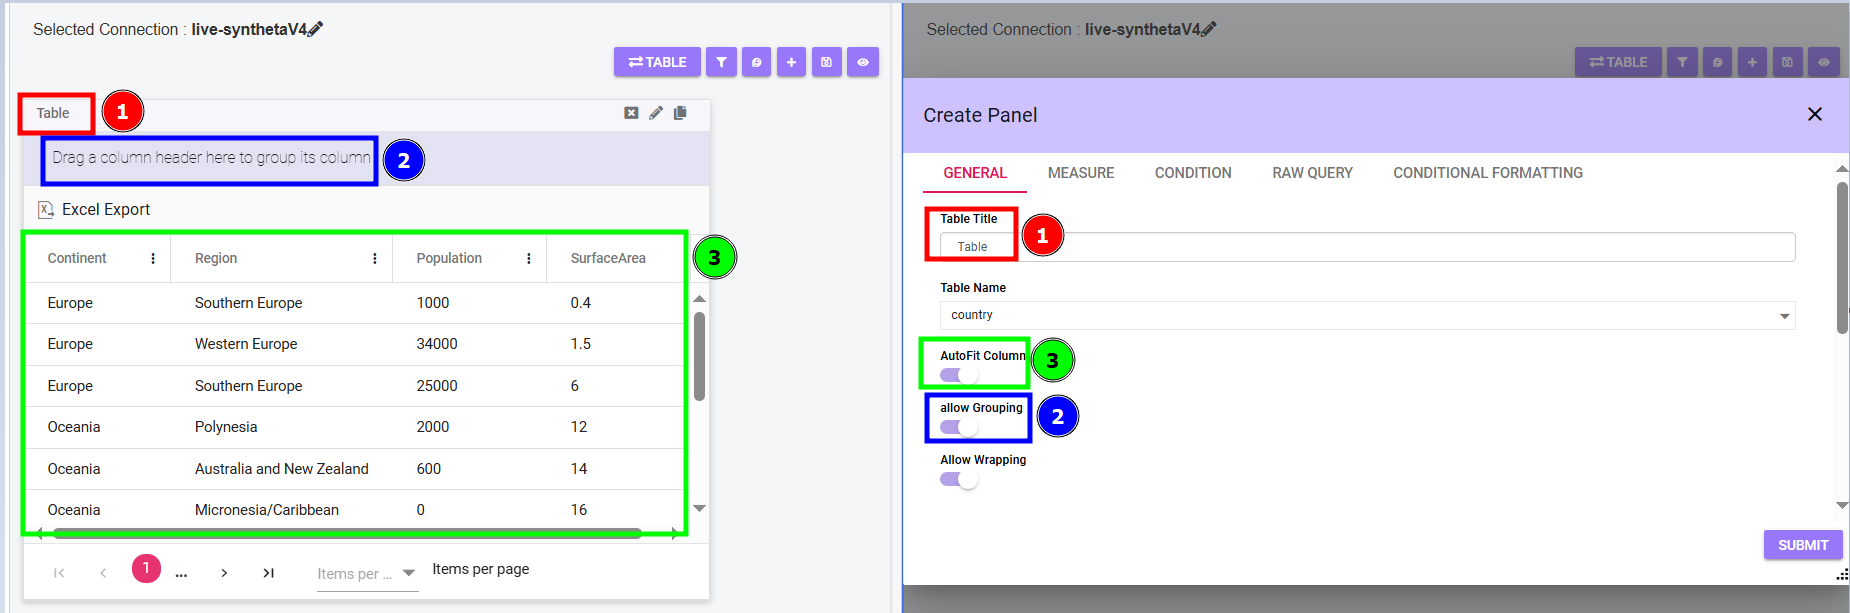 Selected Connection : live-synthetaV4
TABLE
Table
1
Drag a column header here to group its column
2
Excel Export
Continent Region Population SurfaceArea
3
Europe Southern Europe 1000 0.4
Europe Western Europe 34000 1.5
Europe Southern Europe 25000 6
Oceania Polynesia 2000 12
Oceania Australia and New Zealand 600 14
Oceania Micronesia/Caribbean 0 16
1 ... Items per ... Items per page
Selected Connection : live-synthetaV4
TABLE
Create Panel
GENERAL MEASURE CONDITION RAW QUERY CONDITIONAL FORMATTING
Table Title
1
Table
Table Name
country
AutoFit Column
3
allow Grouping
2
Allow Wrapping
SUBMIT